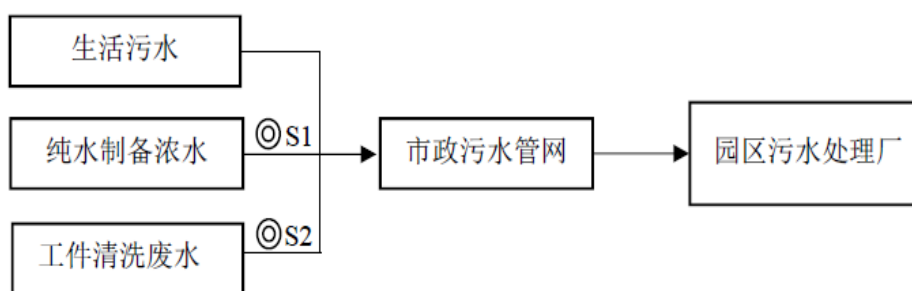 生活污水
纯水制备浓水
◎S1
市政污水管网
园区污水处理厂
◎S2
工件清洗废水